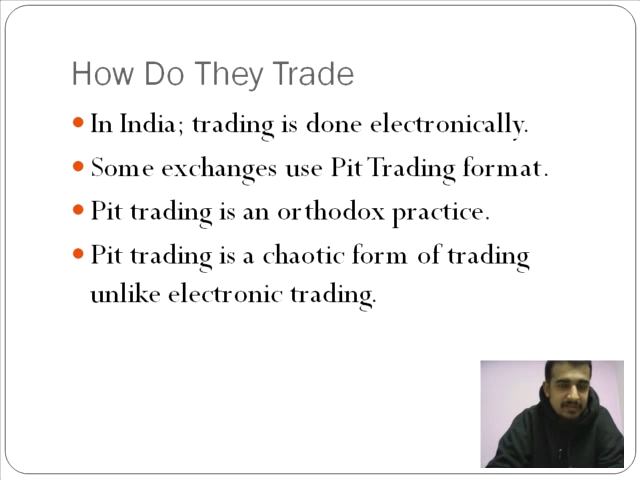 How Do They Trade
In India; trading is done electronically.
Some exchanges use Pit Trading format.
Pit trading is an orthodox practice.
Pit trading is a chaotic form of trading
unlike electronic trading.